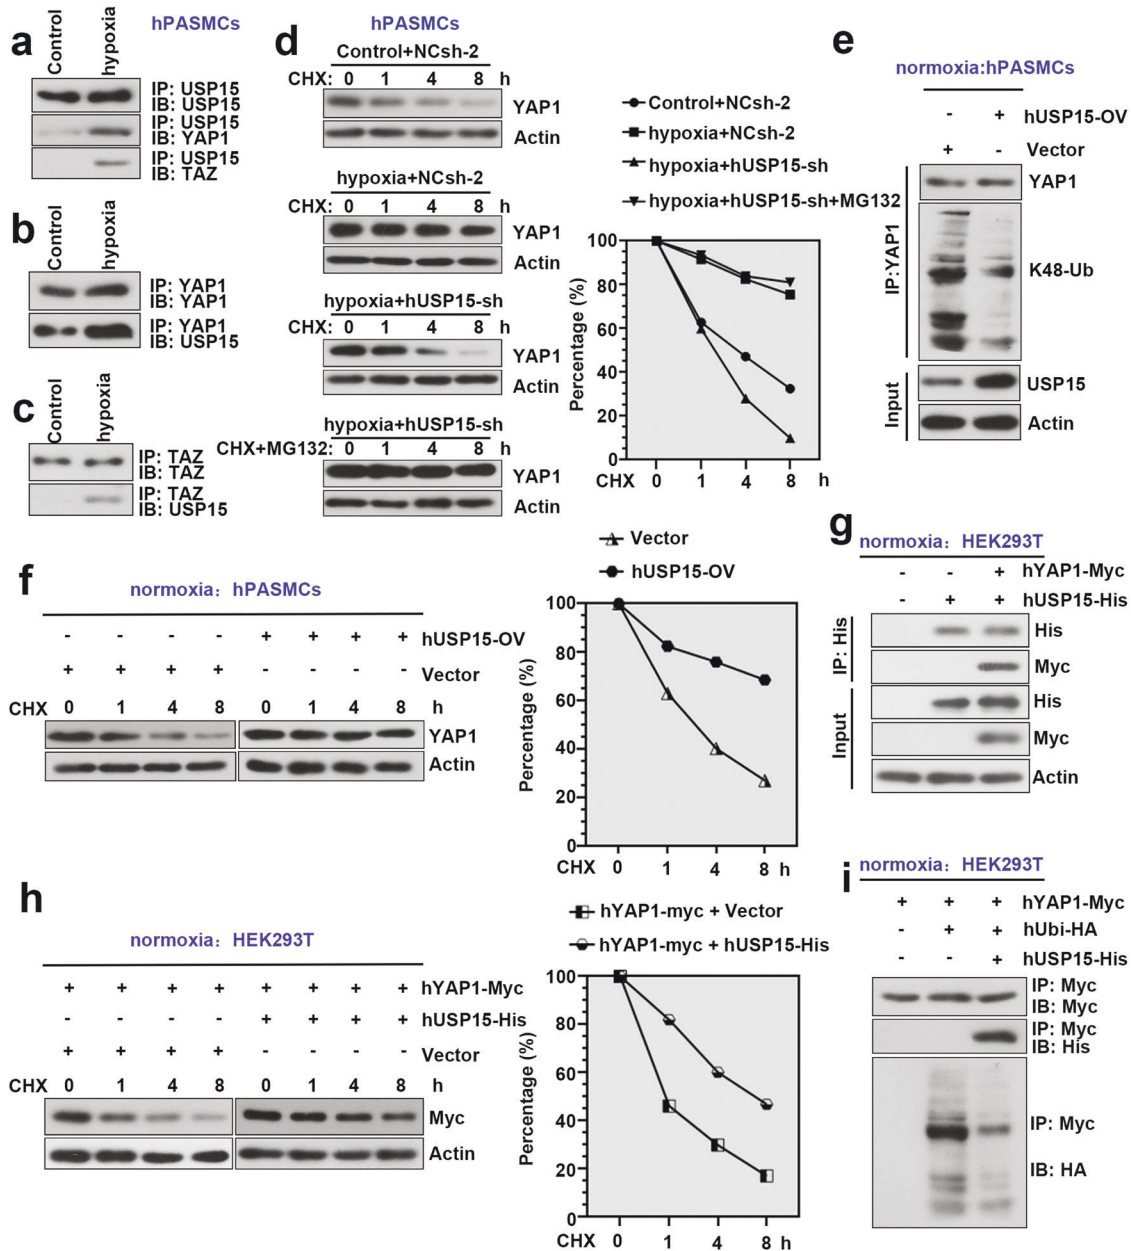 a
Control
hypoxia
hPASMCs
IP: USP15
IB: USP15
IP: USP15
IB: YAP1
IP: USP15
IB: TAZ
b
Control
hypoxia
IP: YAP1
IB: YAP1
IP: YAP1
IB: USP15
c
Control
hypoxia
IP: TAZ
IB: TAZ
IP: TAZ
IB: USP15
d
hPASMCs
Control+NCsh-2
CHX: 0 1 4 8 h
YAP1
Actin
hypoxia+NCsh-2
CHX: 0 1 4 8 h
YAP1
Actin
hypoxia+hUSP15-sh
CHX: 0 1 4 8 h
YAP1
Actin
hypoxia+hUSP15-sh
CHX+MG132: 0 1 4 8 h
YAP1
Actin
Control+NCsh-2
hypoxia+NCsh-2
hypoxia+hUSP15-sh
hypoxia+hUSP15-sh+MG132
Percentage (%)
100
80
60
40
20
0
CHX 0 1 4 8 h
e
normoxia:hPASMCs
- + hUSP15-OV
+ - Vector
IP:YAP1
YAP1
K48-Ub
Input
USP15
Actin
f
normoxia: hPASMCs
- - - - + + + + hUSP15-OV
+ + + + - - - - Vector
CHX 0 1 4 8 0 1 4 8 h
YAP1
Actin
Vector
hUSP15-OV
Percentage (%)
100
80
60
40
20
0
CHX 0 1 4 8 h
g
normoxia: HEK293T
- - + hYAP1-Myc
- + + hUSP15-His
IP: His
His
Myc
Input
His
Myc
Actin
h
normoxia: HEK293T
+ + + + + + + + hYAP1-Myc
- - - - + + + + hUSP15-His
+ + + + - - - - Vector
CHX 0 1 4 8 0 1 4 8 h
Myc
Actin
hYAP1-myc + Vector
hYAP1-myc + hUSP15-His
Percentage (%)
100
80
60
40
20
0
CHX 0 1 4 8 h
i
normoxia: HEK293T
+ + + hYAP1-Myc
- + + hUbi-HA
- - + hUSP15-His
IP: Myc
IB: Myc
IP: Myc
IB: His
IP: Myc
IB: HA